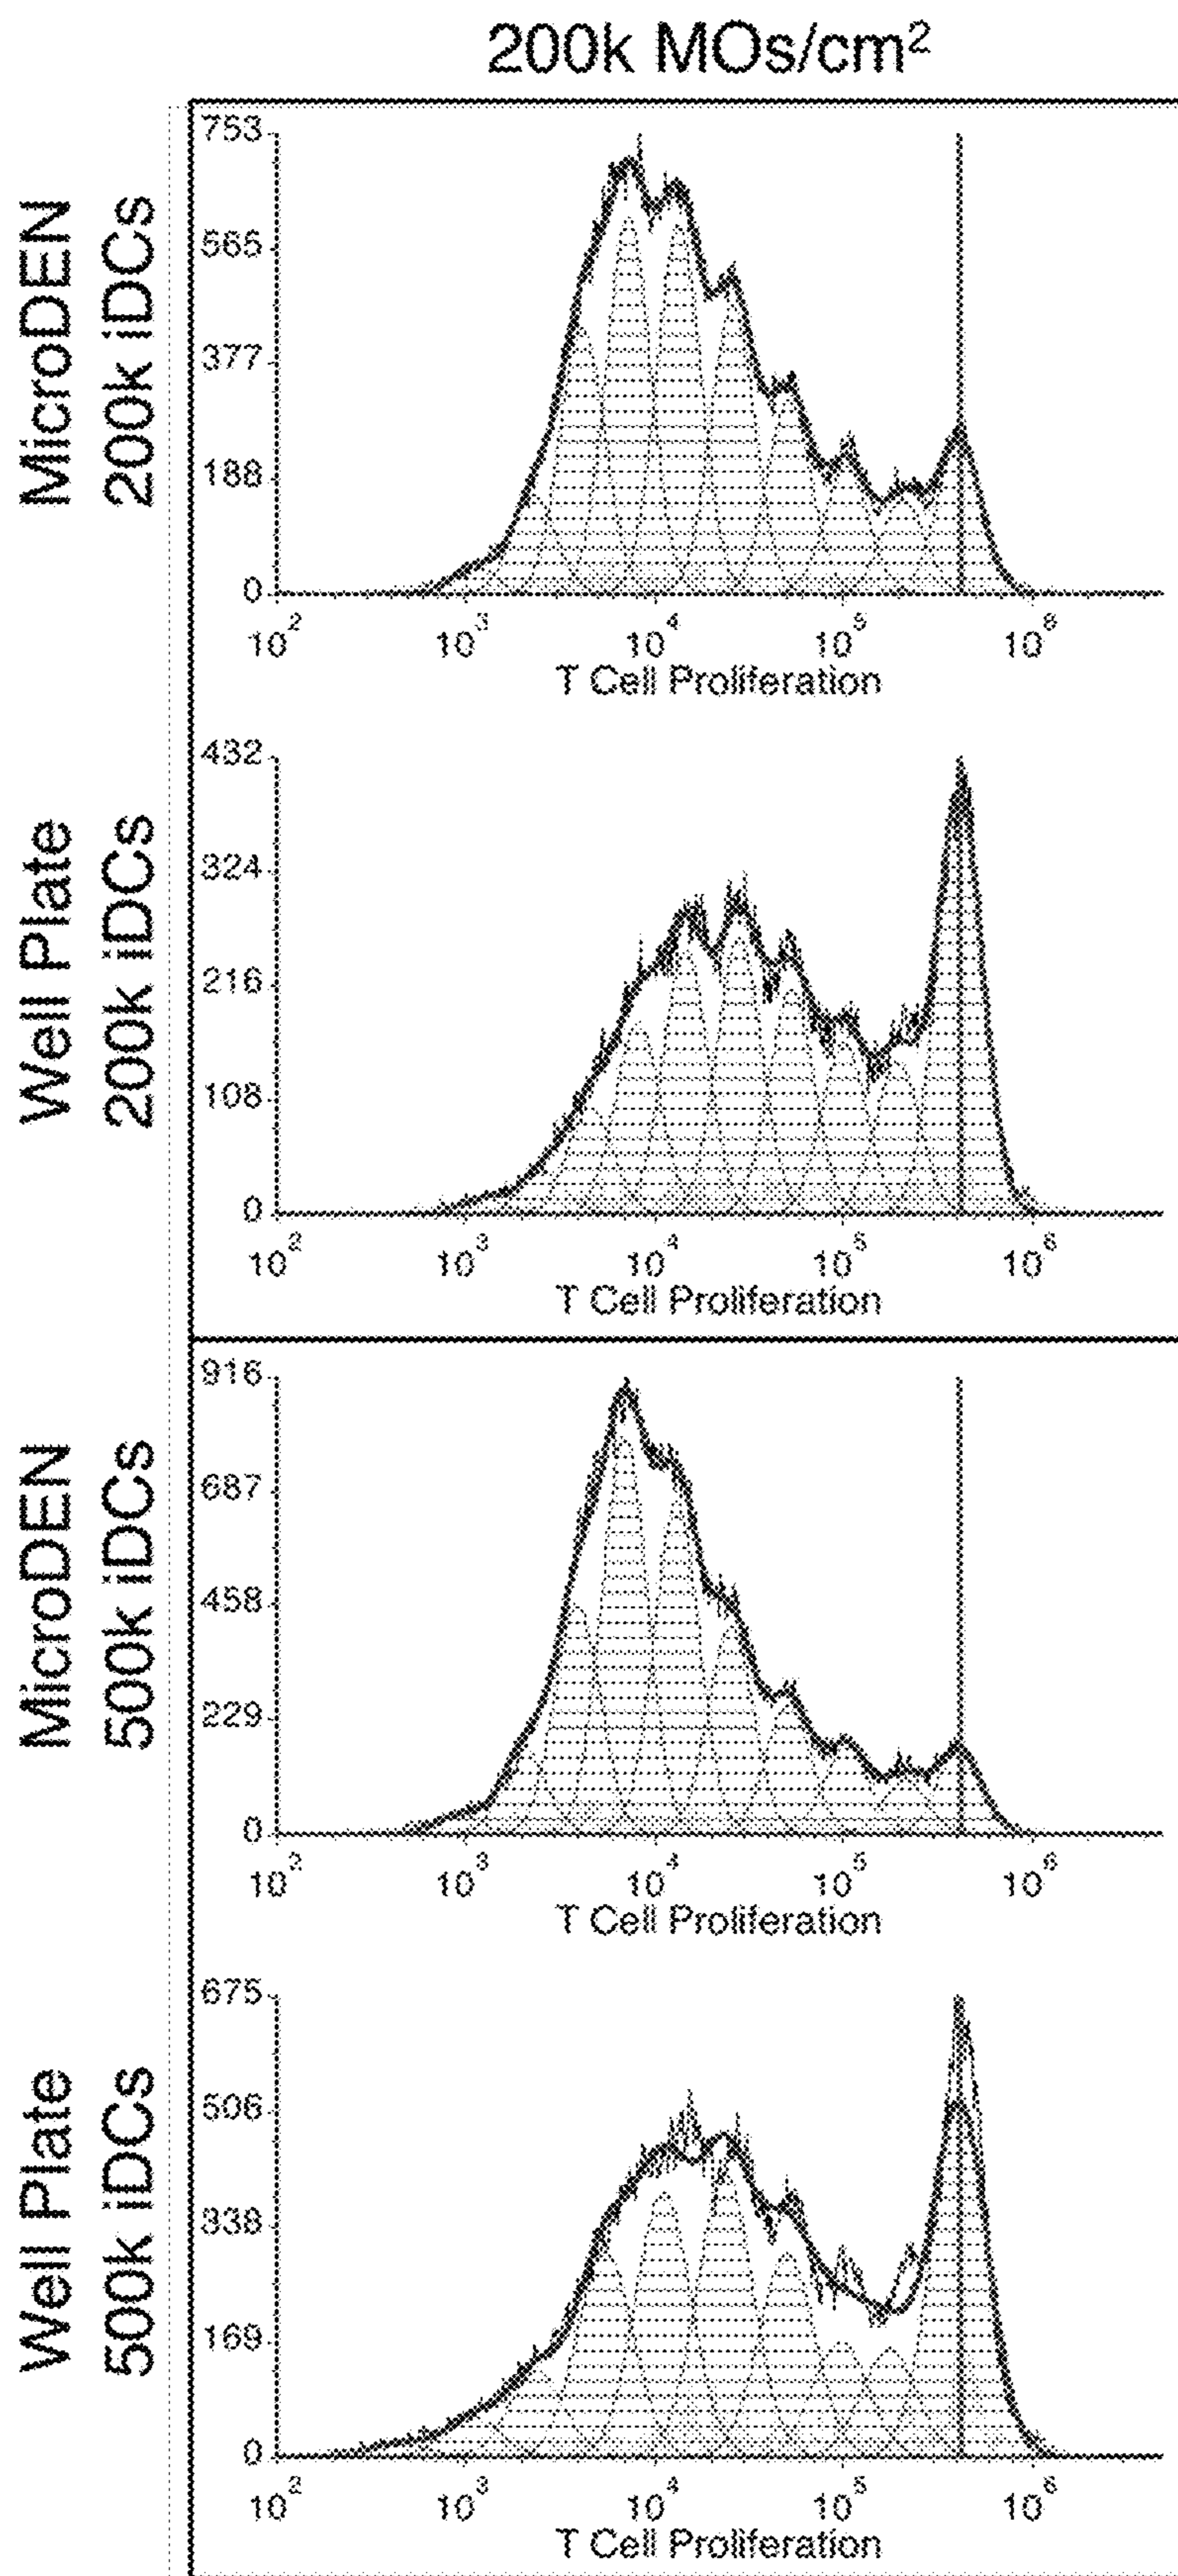 200k MOs/cm²
MicroDEN
200k iDCs
753
565
377
188
0
10² 10³ 10⁴ 10⁵ 10⁶
T Cell Proliferation
Well Plate
200k iDCs
432
324
216
108
0
10² 10³ 10⁴ 10⁵ 10⁶
T Cell Proliferation
MicroDEN
500k iDCs
916
687
458
229
0
10² 10³ 10⁴ 10⁵ 10⁶
T Cell Proliferation
Well Plate
500k iDCs
675
506
338
169
0
10² 10³ 10⁴ 10⁵ 10⁶
T Cell Proliferation